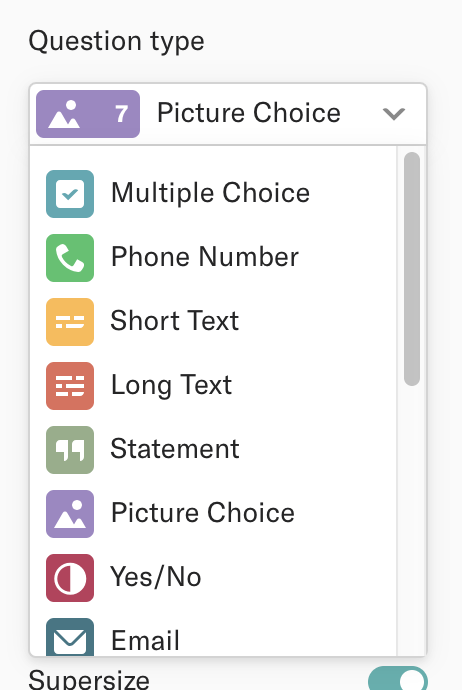 Question type
7 Picture Choice
Multiple Choice
Phone Number
Short Text
Long Text
Statement
Picture Choice
Yes/No
Email
Supersize